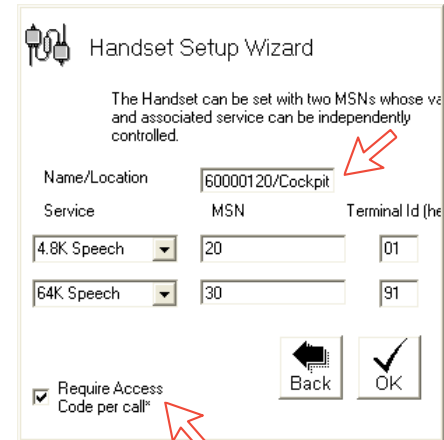 Handset Setup Wizard
The Handset can be set with two MSNs whose va
and associated service can be independently
controlled.
Name/Location 60000120/Cockpit
Service MSN Terminal Id (he
4.8K Speech 20 01
64K Speech 30 91
Back OK
Require Access
Code per call*